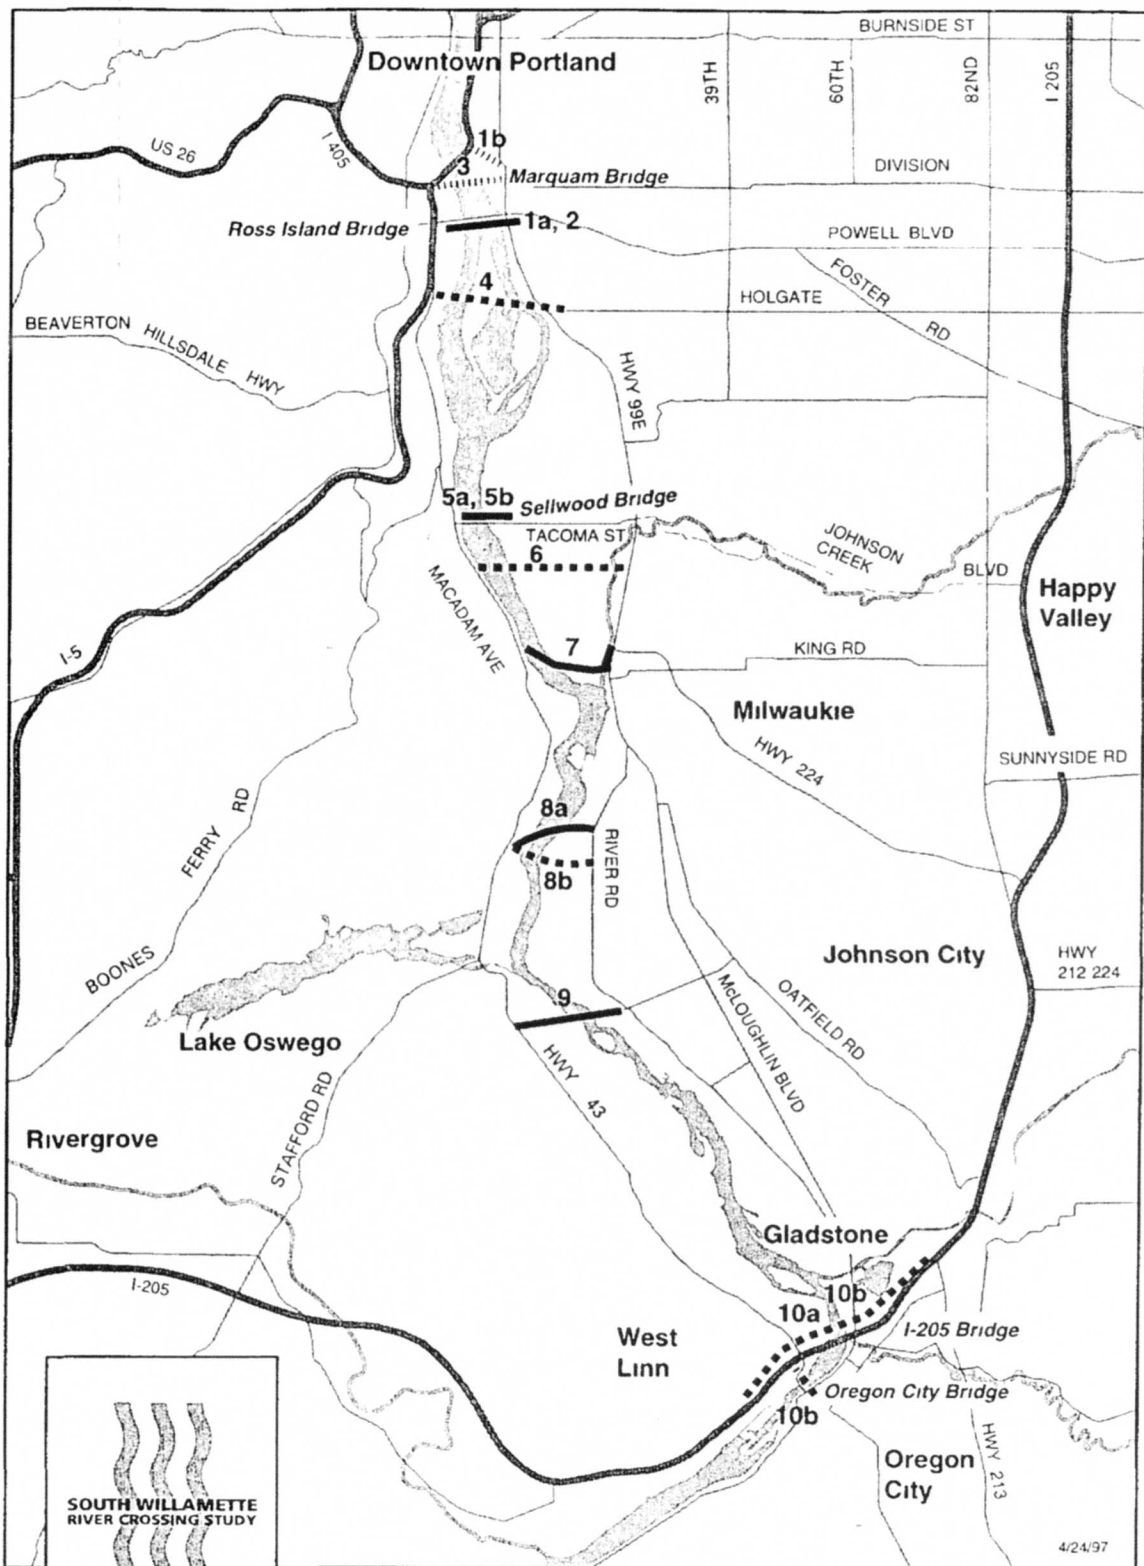 BURNSIDE ST
Downtown Portland
39TH
60TH
82ND
I 205
US 26
I 405
1b
3
Marquam Bridge
DIVISION
Ross Island Bridge
1a, 2
POWELL BLVD
4
HOLGATE
FOSTER
RD
BEAVERTON
HILLSDALE
HWY
HWY 99E
5a, 5b
Sellwood Bridge
TACOMA ST
6
JOHNSON
CREEK
BLVD
Happy
Valley
MACADAM AVE
I-5
7
KING RD
Milwaukie
HWY 224
SUNNYSIDE RD
FERRY RD
8a
8b
RIVER RD
BOONES
Johnson City
HWY
212 224
9
McLOUGHLIN BLVD
OATFIELD RD
Lake Oswego
HWY 43
STAFFORD RD
Rivergrove
Gladstone
I-205
10b
10a
I-205 Bridge
West
Linn
Oregon City Bridge
10b
Oregon
City
HWY 213
SOUTH WILLAMETTE
RIVER CROSSING STUDY
4/24/97